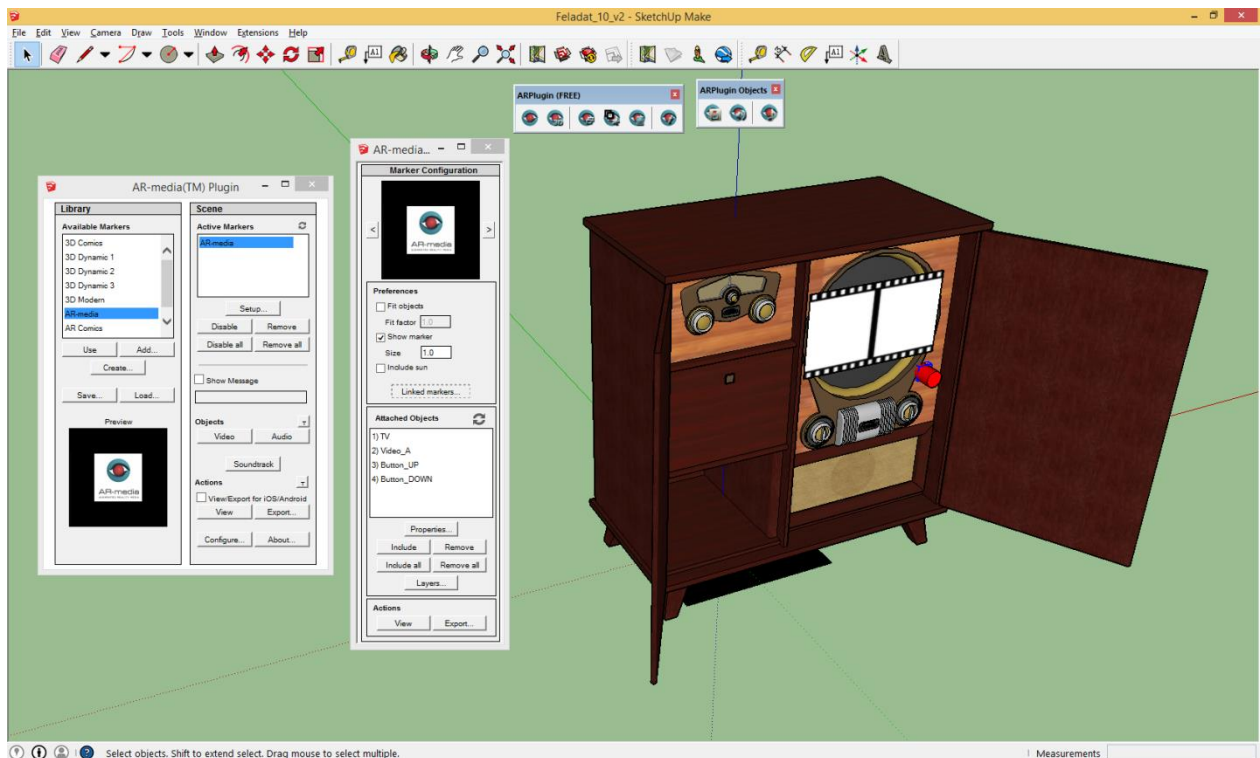 Feladat_10_v2 - SketchUp Make
File Edit View Camera Draw Tools Window Extensions Help
ARPlugin (FREE)
ARPlugin Objects
AR-media(TM) Plugin
Library
Available Markers
3D Comics
3D Dynamic 1
3D Dynamic 2
3D Dynamic 3
3D Modern
AR-media
AR Comics
Use Add...
Create...
Save... Load...
Preview
AR-media
Scene
Active Markers
AR-media
Setup...
Disable Remove
Disable all Remove all
Show Message
Objects
Video Audio
Soundtrack
Actions
View/Export for iOS/Android
View Export...
Configure... About...
AR-media...
Marker Configuration
< >
AR-media
Preferences
Fit objects
Fit factor 1.0
Show marker
Size 1.0
Include sun
Linked markers...
Attached Objects
1) TV
2) Video_A
3) Button_UP
4) Button_DOWN
Properties...
Include Remove
Include all Remove all
Layers...
Actions
View Export...
Select objects. Shift to extend select. Drag mouse to select multiple.
Measurements